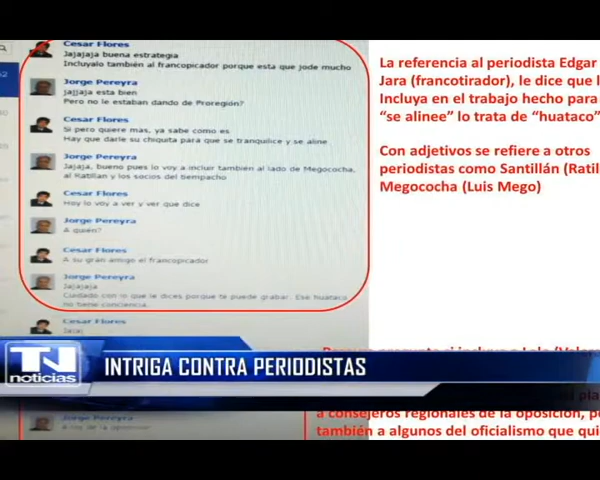 Cesar Flores
Jajajaja buena estrategia
Incluyalo también al francopicador porque esta que jode mucho
Jorge Pereyra
jajjaja esta bien
Pero no le estaban dando de Proregión?
Cesar Flores
Si pero quiere mas, ya sabe como es
Hay que darle su chiquita para que se tranquilice y se aline
Jorge Pereyra
Jajaja, bueno pues lo voy a incluir también al lado de Megococha,
al Ratillan y los socios del tiempacho
Cesar Flores
Hoy lo voy a ver y ver que dice
Jorge Pereyra
A quién?
Cesar Flores
A su gran amigo el francopicador
Jorge Pereyra
Jajajaja
Cuidado con lo que le dices porque te puede grabar. Ese huataco
no tiene conciencia.
Cesar Flores
Jajaj
Jorge Pereyra
La referencia al periodista Edgar
Jara (francotirador), le dice que l
Incluya en el trabajo hecho para
“se alinee” lo trata de “huataco”
Con adjetivos se refiere a otros
periodistas como Santillán (Ratil
Megococha (Luis Mego)
TN
noticias
INTRIGA CONTRA PERIODISTAS
a consejeros regionales de la oposición, p
también a algunos del oficialismo que qui